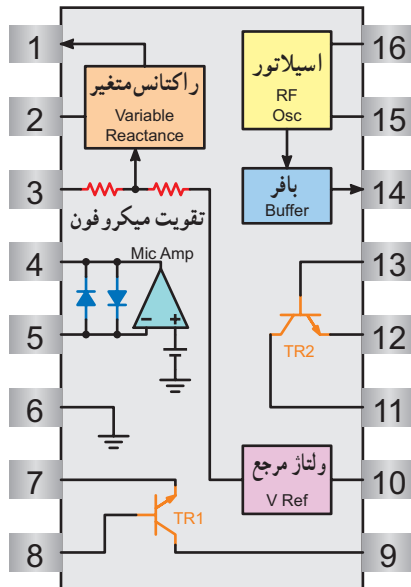 1
راکتانس متغیر
Variable
Reactance
اسیلاتور
RF
Osc
16
2
15
3
بافر
Buffer
14
تقویت میکروفون
Mic Amp
4
13
5
−
+
TR2
12
6
11
7
ولتاژ مرجع
V Ref
10
8
TR1
9